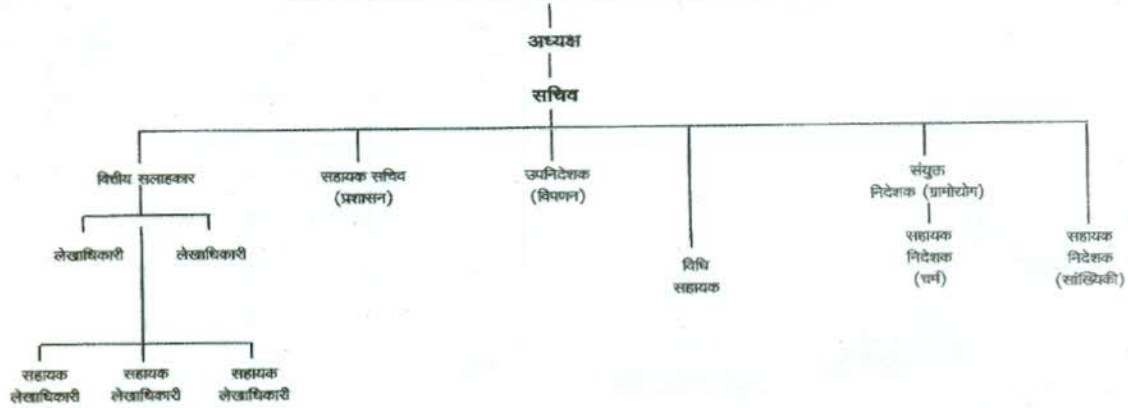 अध्यक्ष
सचिव
वित्तीय सलाहकार
सहायक सचिव
(प्रशासन)
उपनिदेशक
(विपणन)
विधि
सहायक
संयुक्त
निदेशक (ग्रामोद्योग)
सहायक
निदेशक
(चर्म)
सहायक
निदेशक
(सांख्यिकी)
लेखाधिकारी
लेखाधिकारी
सहायक
लेखाधिकारी
सहायक
लेखाधिकारी
सहायक
लेखाधिकारी